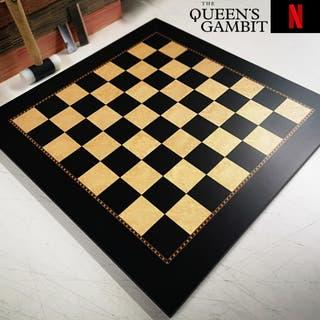 THE
QUEEN'S
GAMBIT
N